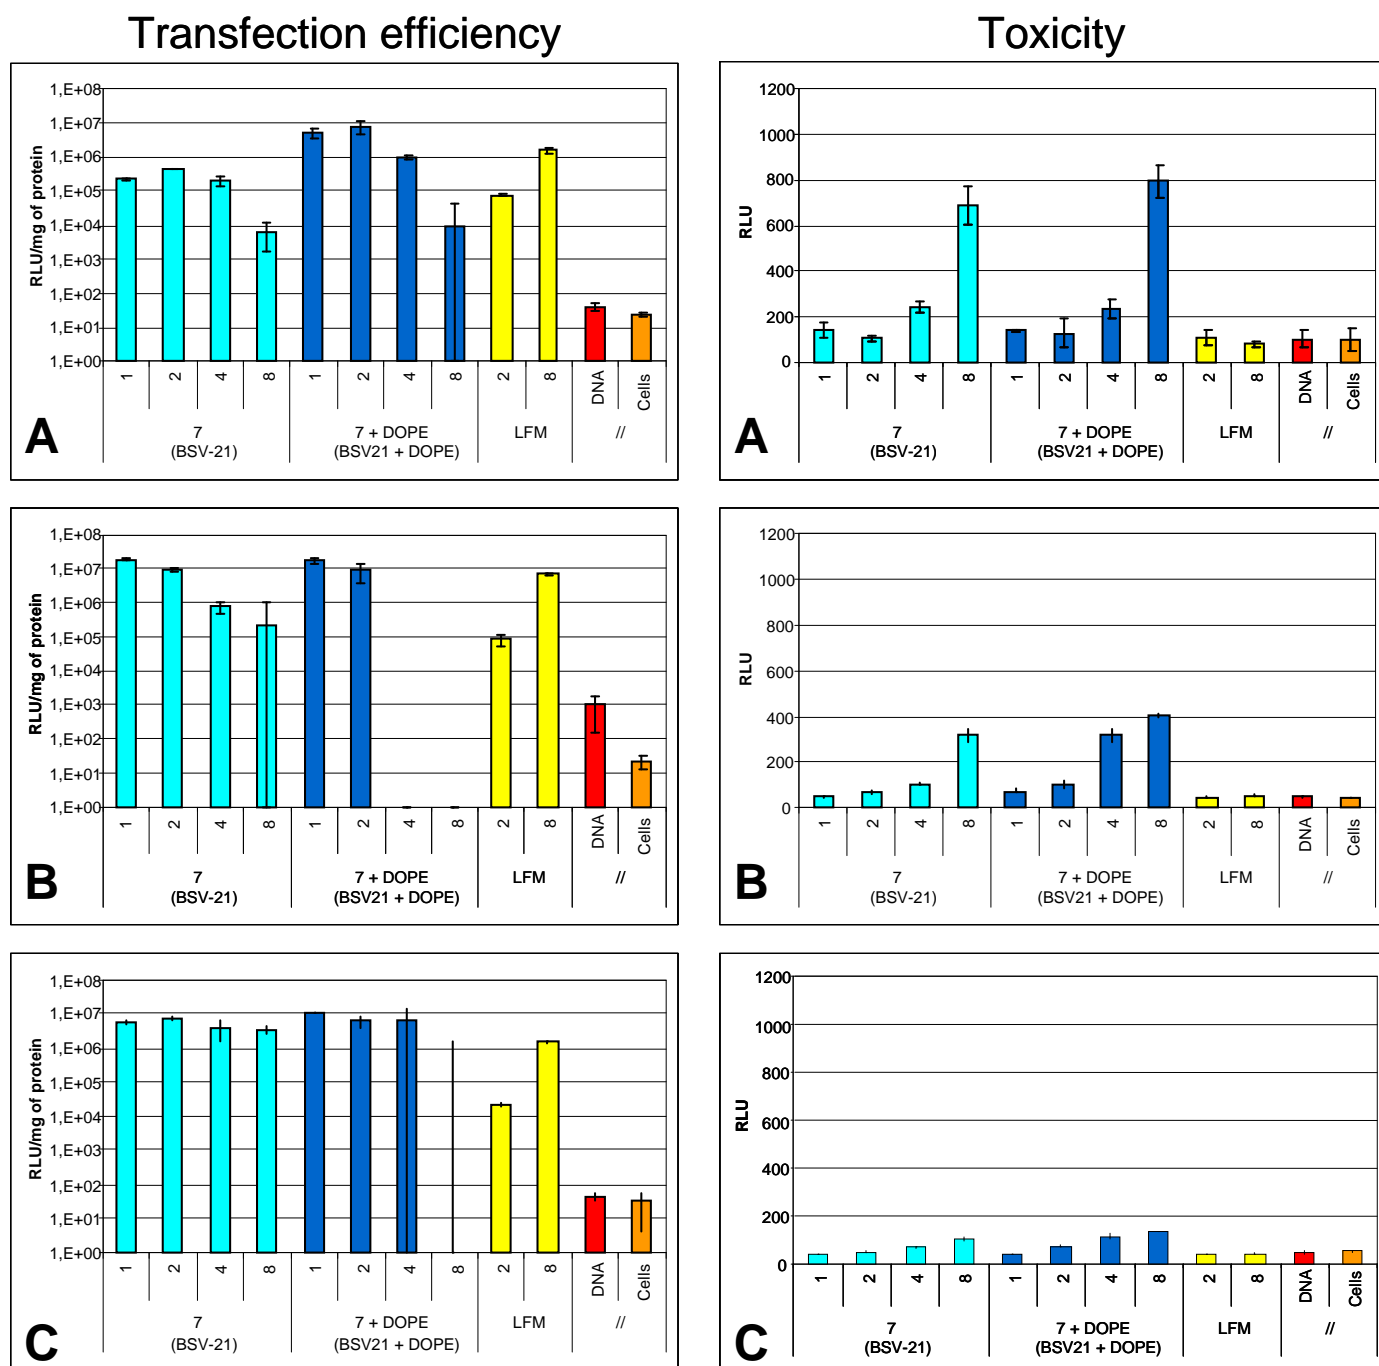 Transfection efficiency
Toxicity
RLU/mg of protein
1,E+08
1,E+07
1,E+06
1,E+05
1,E+04
1,E+03
1,E+02
1,E+01
1,E+00
1 2 4 8 1 2 4 8 2 8 DNA Cells
7 7 + DOPE LFM //
(BSV-21) (BSV21 + DOPE)
A
RLU
1200
1000
800
600
400
200
0
1 2 4 8 1 2 4 8 2 8 DNA Cells
7 7 + DOPE LFM //
(BSV-21) (BSV21 + DOPE)
A
RLU/mg of protein
1,E+08
1,E+07
1,E+06
1,E+05
1,E+04
1,E+03
1,E+02
1,E+01
1,E+00
1 2 4 8 1 2 4 8 2 8 DNA Cells
7 7 + DOPE LFM //
(BSV-21) (BSV21 + DOPE)
B
RLU
1200
1000
800
600
400
200
0
1 2 4 8 1 2 4 8 2 8 DNA Cells
7 7 + DOPE LFM //
(BSV-21) (BSV21 + DOPE)
B
RLU/mg of protein
1,E+08
1,E+07
1,E+06
1,E+05
1,E+04
1,E+03
1,E+02
1,E+01
1,E+00
1 2 4 8 1 2 4 8 2 8 DNA Cells
7 7 + DOPE LFM //
(BSV-21) (BSV21 + DOPE)
C
RLU
1200
1000
800
600
400
200
0
1 2 4 8 1 2 4 8 2 8 DNA Cells
7 7 + DOPE LFM //
(BSV-21) (BSV21 + DOPE)
C